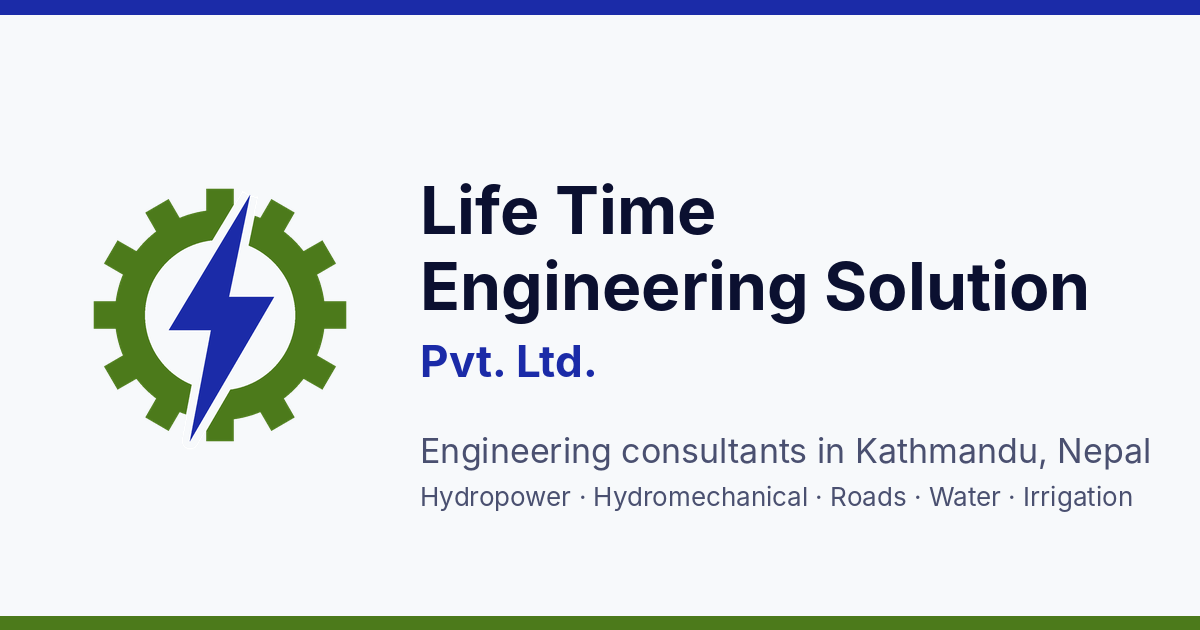 Life Time
Engineering Solution
Pvt. Ltd.
Engineering consultants in Kathmandu, Nepal
Hydropower · Hydromechanical · Roads · Water · Irrigation